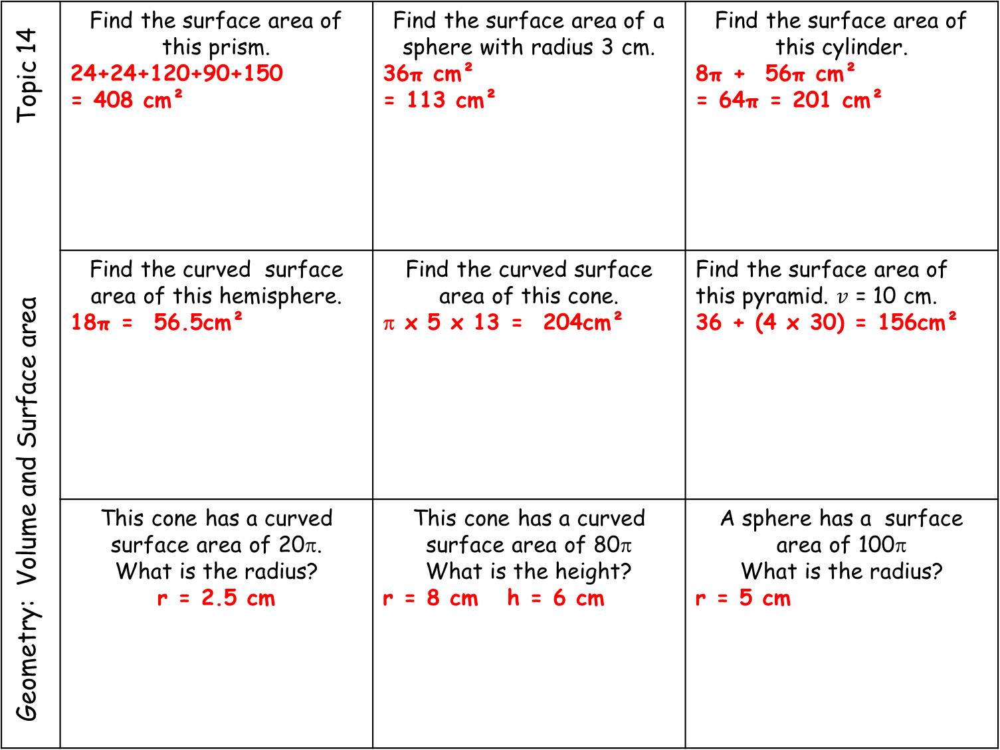 Topic 14
Geometry:  Volume and Surface area
Find the surface area of
this prism.
24+24+120+90+150
= 408 cm²
Find the surface area of a
sphere with radius 3 cm.
36π cm²
= 113 cm²
Find the surface area of
this cylinder.
8π +  56π cm²
= 64π = 201 cm²
Find the curved  surface
area of this hemisphere.
18π =  56.5cm²
Find the curved surface
area of this cone.
π x 5 x 13 =  204cm²
Find the surface area of
this pyramid. 𝑣 = 10 cm.
36 + (4 x 30) = 156cm²
This cone has a curved
surface area of 20π.
What is the radius?
r = 2.5 cm
This cone has a curved
surface area of 80π
What is the height?
r = 8 cm   h = 6 cm
A sphere has a  surface
area of 100π
What is the radius?
r = 5 cm